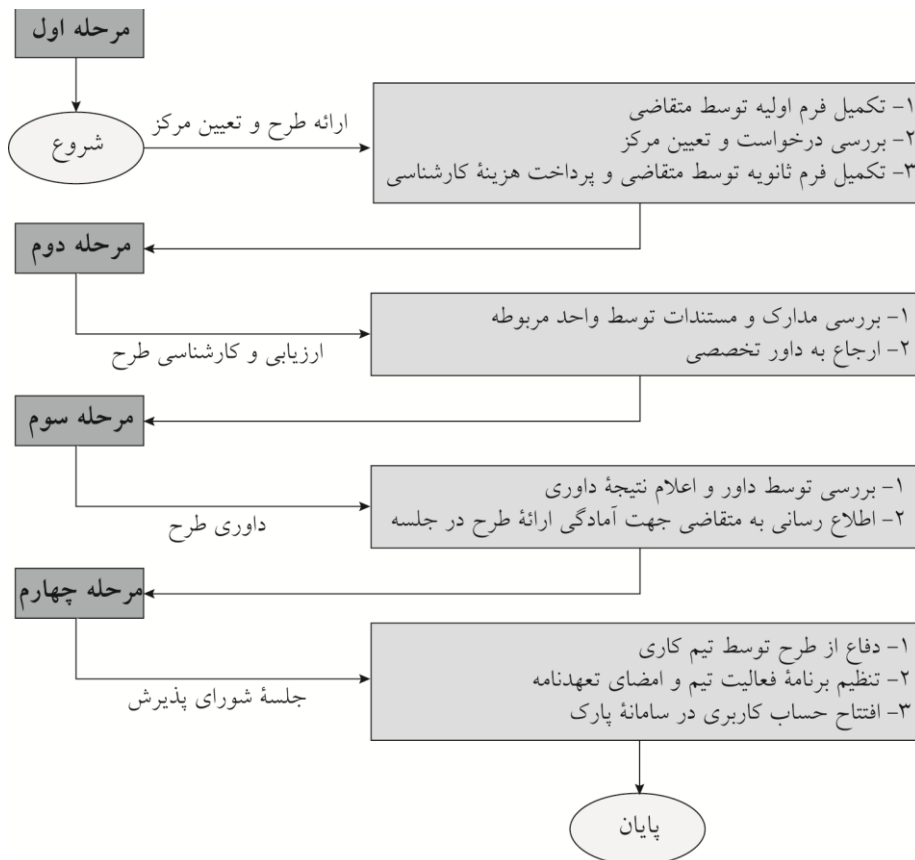 مرحله اول
شروع
ارائه طرح و تعیین مرکز
۱- تکمیل فرم اولیه توسط متقاضی
۲- بررسی درخواست و تعیین مرکز
۳- تکمیل فرم ثانویه توسط متقاضی و پرداخت هزینهٔ کارشناسی
مرحله دوم
ارزیابی و کارشناسی طرح
۱- بررسی مدارک و مستندات توسط واحد مربوطه
۲- ارجاع به داور تخصصی
مرحله سوم
داوری طرح
۱- بررسی توسط داور و اعلام نتیجهٔ داوری
۲- اطلاع رسانی به متقاضی جهت آمادگی ارائهٔ طرح در جلسه
مرحله چهارم
جلسهٔ شورای پذیرش
۱- دفاع از طرح توسط تیم کاری
۲- تنظیم برنامهٔ فعالیت تیم و امضای تعهدنامه
۳- افتتاح حساب کاربری در سامانهٔ پارک
پایان